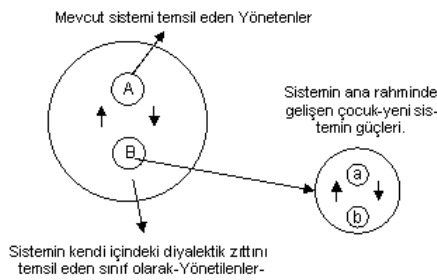 Mevcut sistemi temsil eden Yönetenler
A
B
Sistemin ana rahminde
gelişen çocuk-yeni sis-
temin güçleri.
a
b
Sistemin kendi içindeki diyalektik zıttını
temsil eden sınıf olarak-Yönetilenler-